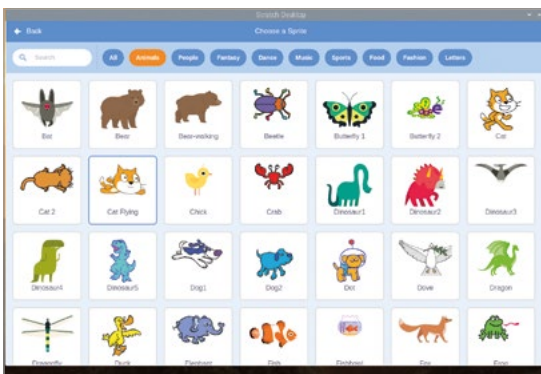 Scratch Desktop
Back
Choose a Sprite
Search
All
Animals
People
Fantasy
Dance
Music
Sports
Food
Fashion
Letters
Bat
Bear
Bear-walking
Beetle
Butterfly 1
Butterfly 2
Cat
Cat 2
Cat Flying
Chick
Crab
Dinosaur1
Dinosaur2
Dinosaur3
Dinosaur4
Dinosaur5
Dog1
Dog2
Dot
Dove
Dragon
Dragonfly
Duck
Elephant
Fish
Fishbowl
Fox
Frog